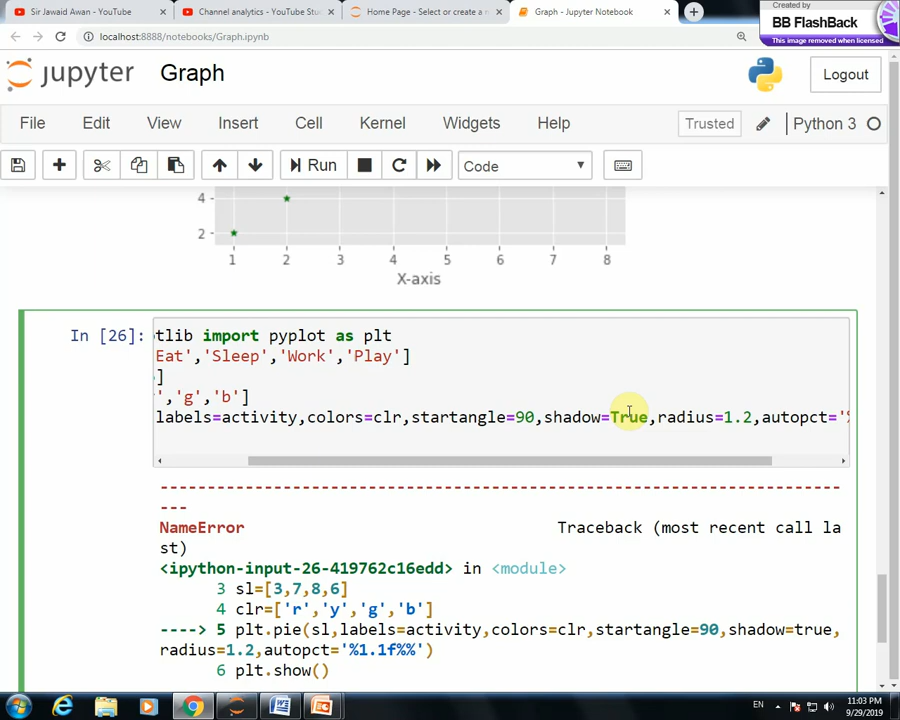 Sir Jawaid Awan - YouTube
Channel analytics - YouTube Stu
Home Page - Select or create a n
Graph - Jupyter Notebook
Created by
BB FlashBack
This image removed when licensed
localhost:8888/notebooks/Graph.ipynb
jupyter Graph
Logout
File Edit View Insert Cell Kernel Widgets Help
Trusted
Python 3
Run
Code
4
2
1 2 3 4 5 6 7 8
X-axis
In [26]: tlib import pyplot as plt
Eat','Sleep','Work','Play']
]
','g','b']
labels=activity,colors=clr,startangle=90,shadow=True,radius=1.2,autopct='%
---------------------------------------------------------------------------
NameError Traceback (most recent call la
st)
<ipython-input-26-419762c16edd> in <module>
3 sl=[3,7,8,6]
4 clr=['r','y','g','b']
----> 5 plt.pie(sl,labels=activity,colors=clr,startangle=90,shadow=true,
radius=1.2,autopct='%1.1f%%')
6 plt.show()
EN
11:03 PM
9/29/2019